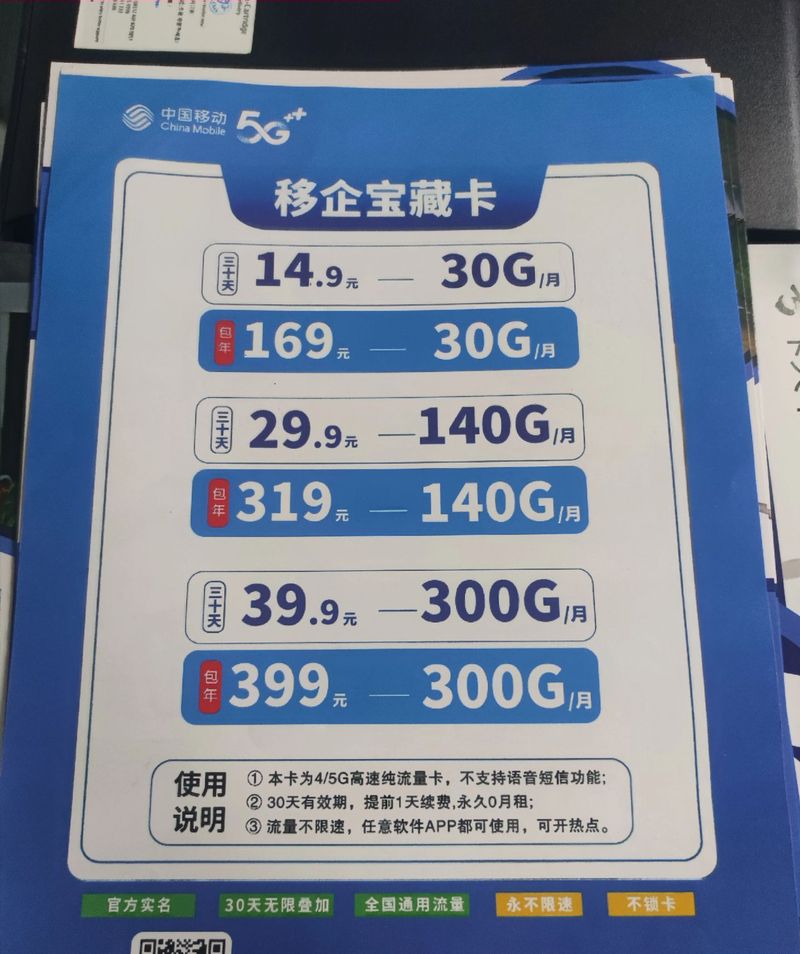 中国移动
China Mobile
5G++
移企宝藏卡
三十天 14.9元 — 30G/月
包年 169元 — 30G/月
三十天 29.9元 — 140G/月
包年 319元 — 140G/月
三十天 39.9元 — 300G/月
包年 399元 — 300G/月
使用说明
① 本卡为4/5G高速纯流量卡，不支持语音短信功能;
② 30天有效期，提前1天续费,永久0月租;
③ 流量不限速，任意软件APP都可使用，可开热点。
官方实名 30天无限叠加 全国通用流量 永不限速 不锁卡